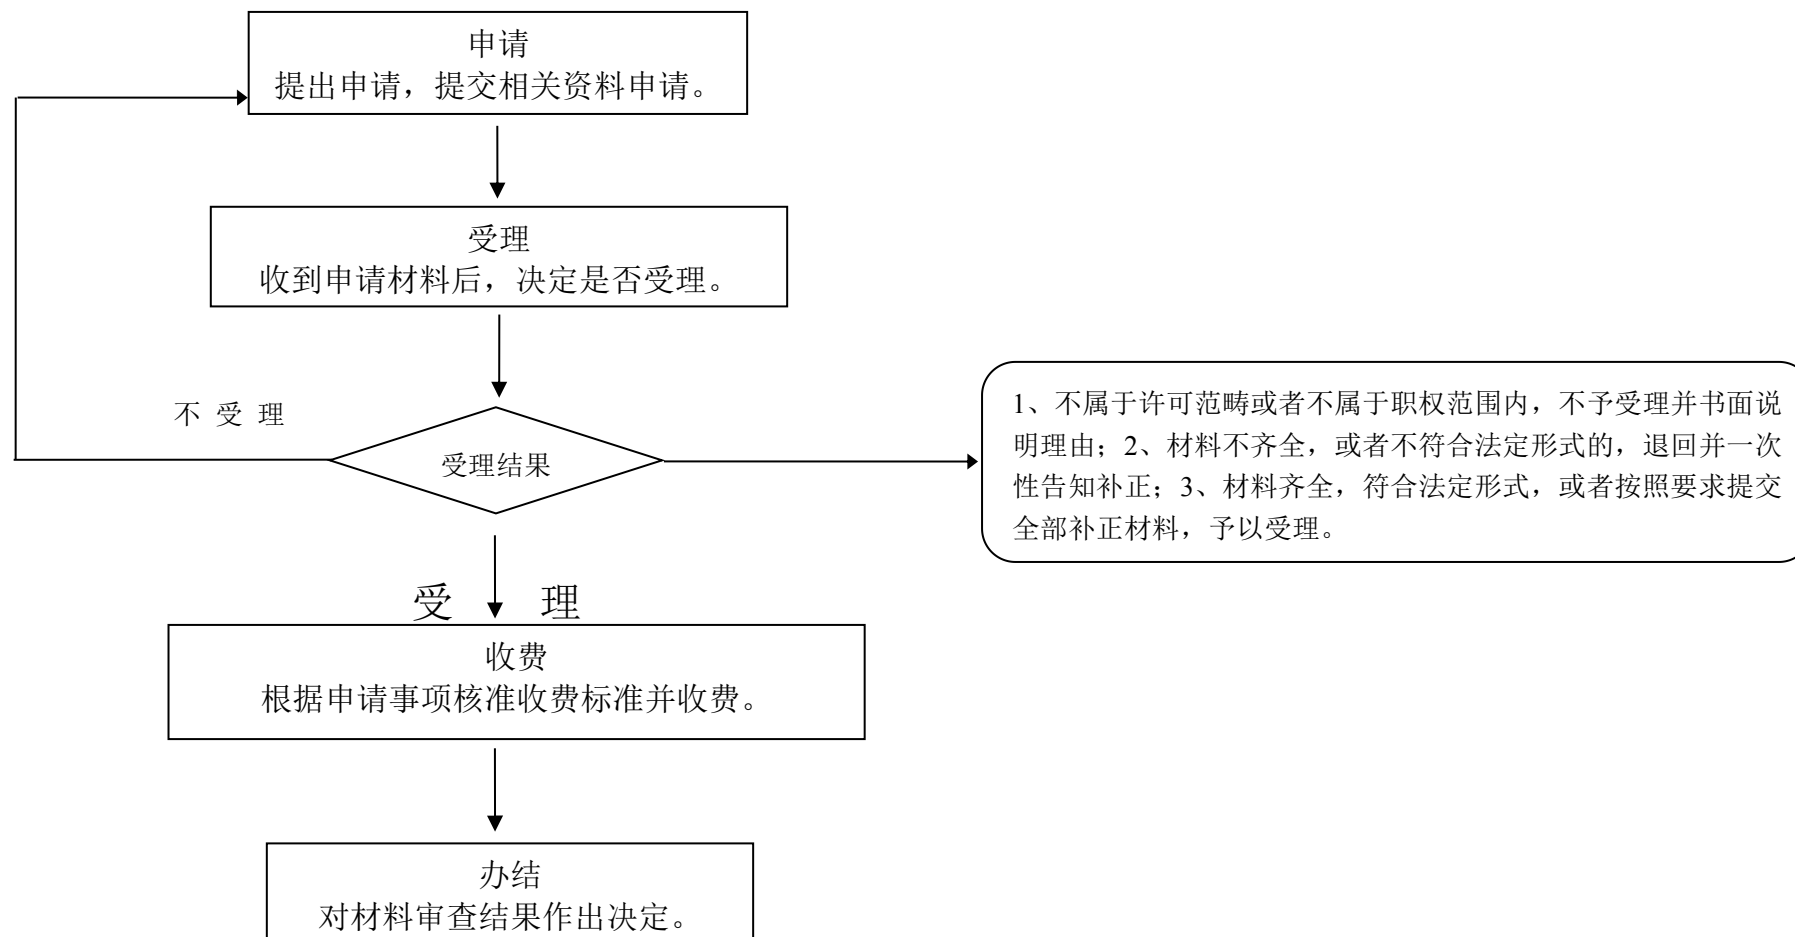 申请
提出申请，提交相关资料申请。
受理
收到申请材料后，决定是否受理。
不 受 理
受理结果
1、不属于许可范畴或者不属于职权范围内，不予受理并书面说
明理由；2、材料不齐全，或者不符合法定形式的，退回并一次
性告知补正；3、材料齐全，符合法定形式，或者按照要求提交
全部补正材料，予以受理。
受 理
收费
根据申请事项核准收费标准并收费。
办结
对材料审查结果作出决定。